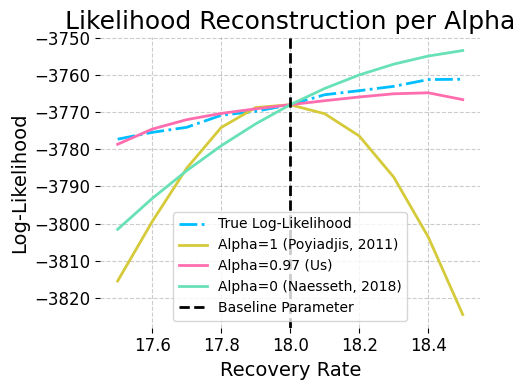 Likelihood Reconstruction per Alpha
−3750
−3760
−3770
−3780
−3790
−3800
−3810
−3820
Log-Likelihood
True Log-Likelihood
Alpha=1 (Poyiadjis, 2011)
Alpha=0.97 (Us)
Alpha=0 (Naesseth, 2018)
Baseline Parameter
17.6 17.8 18.0 18.2 18.4
Recovery Rate